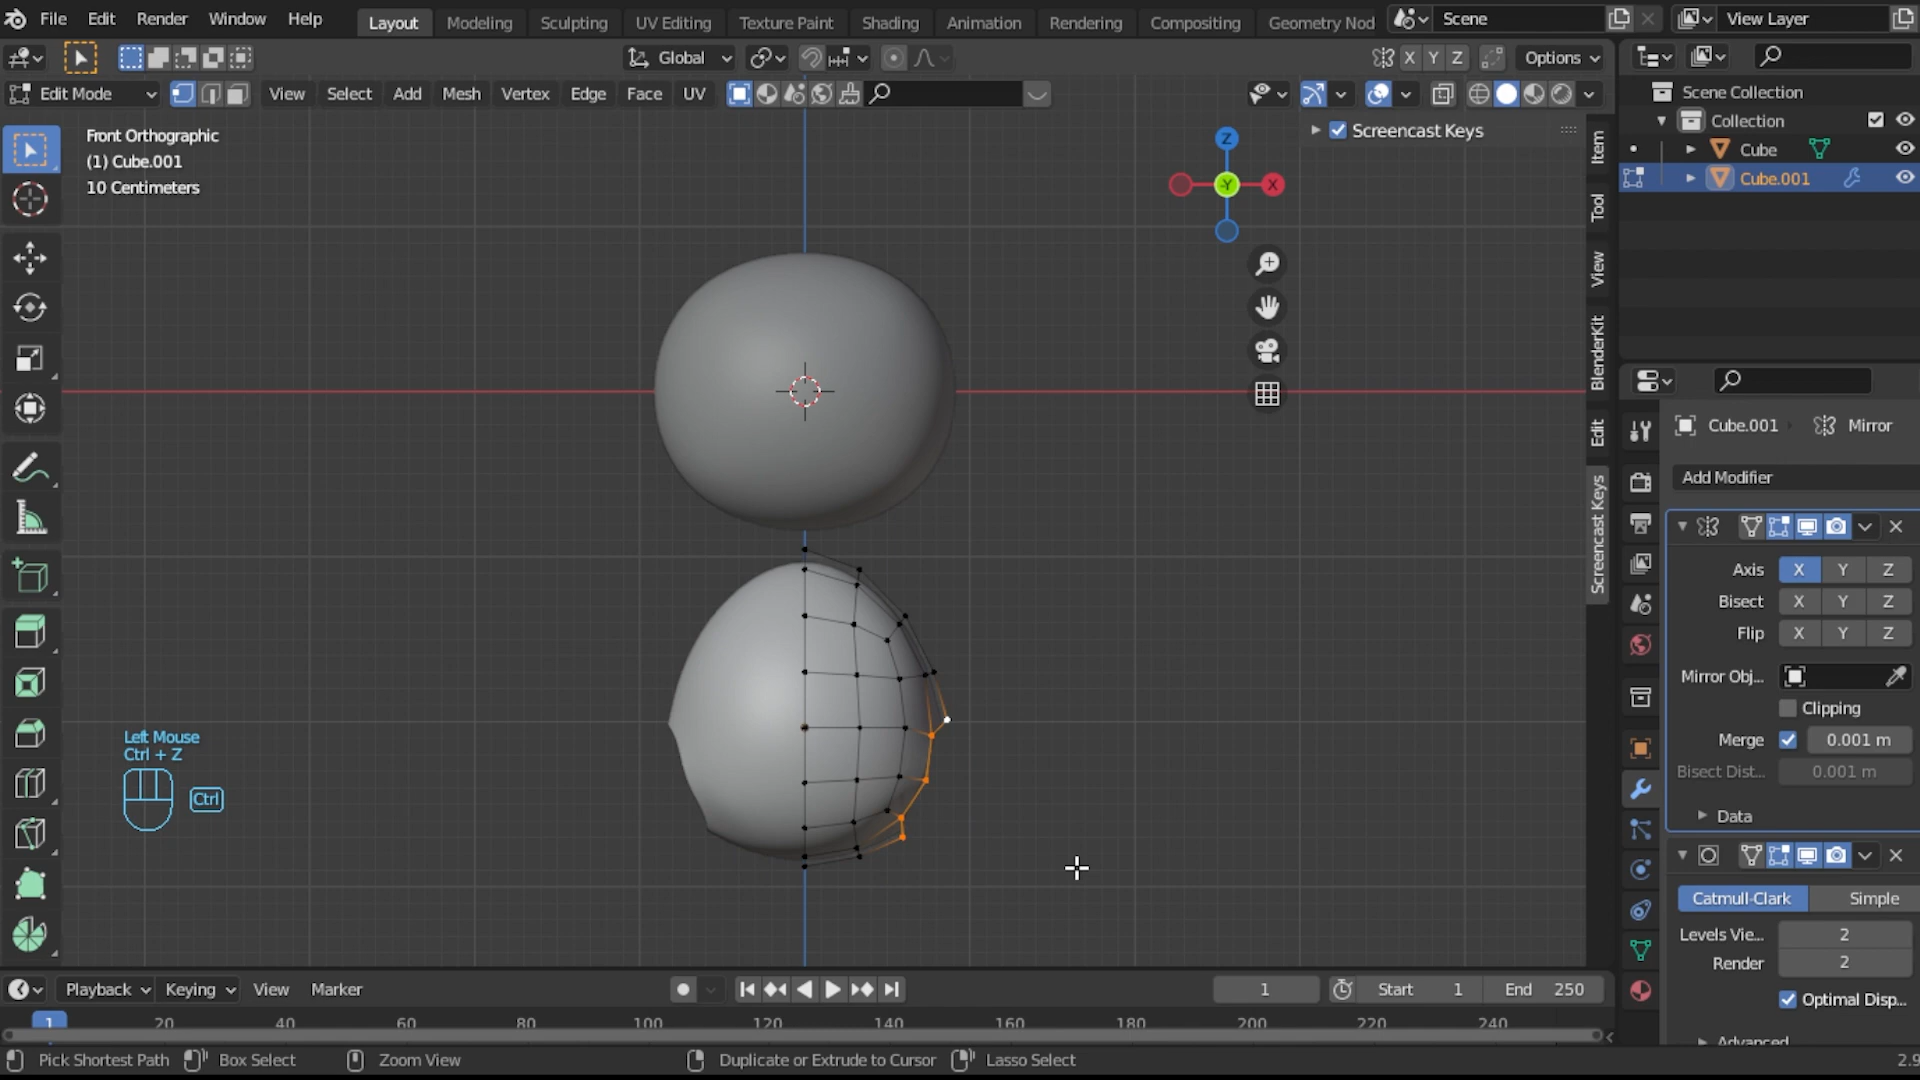 File Edit Render Window Help Layout Modeling Sculpting UV Editing Texture Paint Shading Animation Rendering Compositing Geometry Nod Scene View Layer
Global X Y Z Options
Edit Mode View Select Add Mesh Vertex Edge Face UV
Scene Collection
Collection
Cube
Cube.001
Front Orthographic
(1) Cube.001
10 Centimeters
Screencast Keys
Z
-Y X
Item
Tool
View
BlenderKit
Edit
Screencast Keys
Cube.001 Mirror
Add Modifier
Axis X Y Z
Bisect X Y Z
Flip X Y Z
Mirror Obj...
Clipping
Merge 0.001 m
Bisect Dist... 0.001 m
Data
Catmull-Clark Simple
Levels Vie... 2
Render 2
Optimal Disp...
Advanced
Left Mouse
Ctrl + Z
Ctrl
Playback Keying View Marker 1 Start 1 End 250
1 20 40 60 80 100 120 140 160 180 200 220 240
Pick Shortest Path Box Select Zoom View Duplicate or Extrude to Cursor Lasso Select 2.9